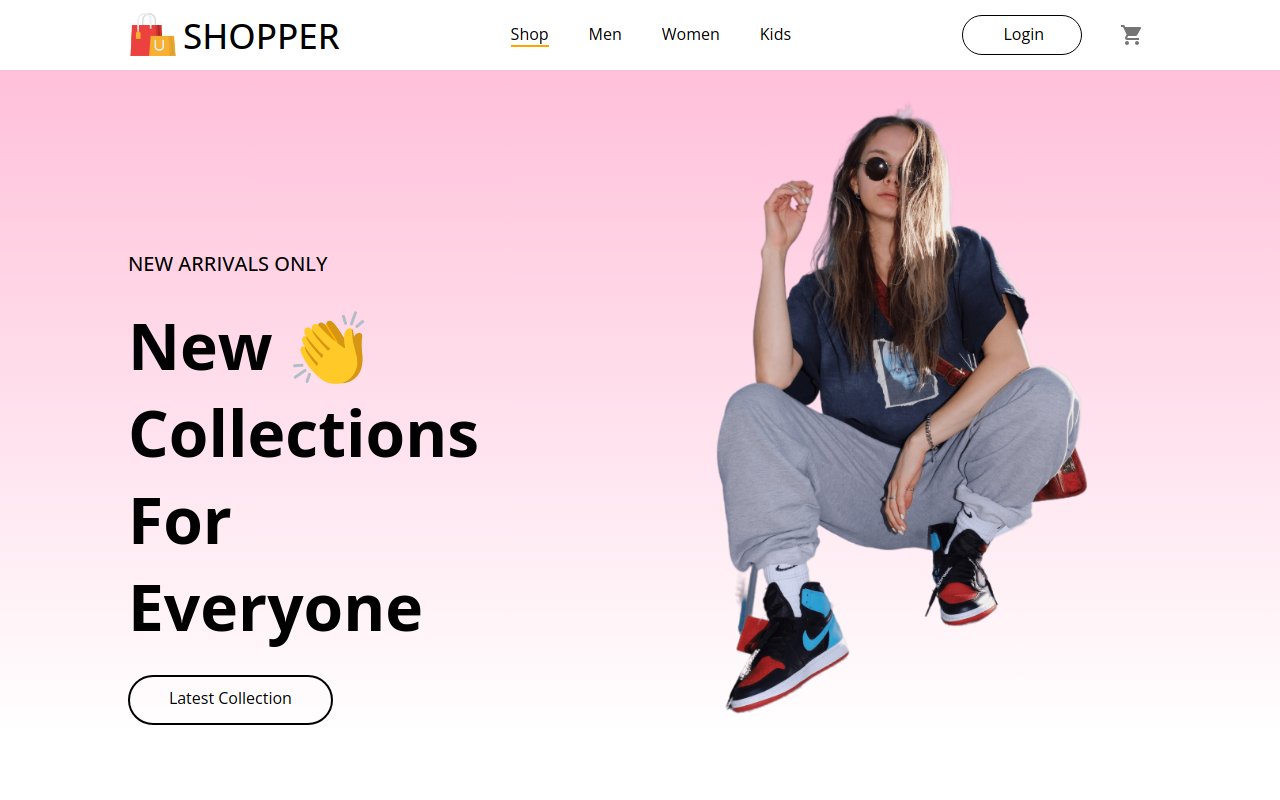 SHOPPER
Shop Men Women Kids
Login
NEW ARRIVALS ONLY
New 👏
Collections
For
Everyone
Latest Collection